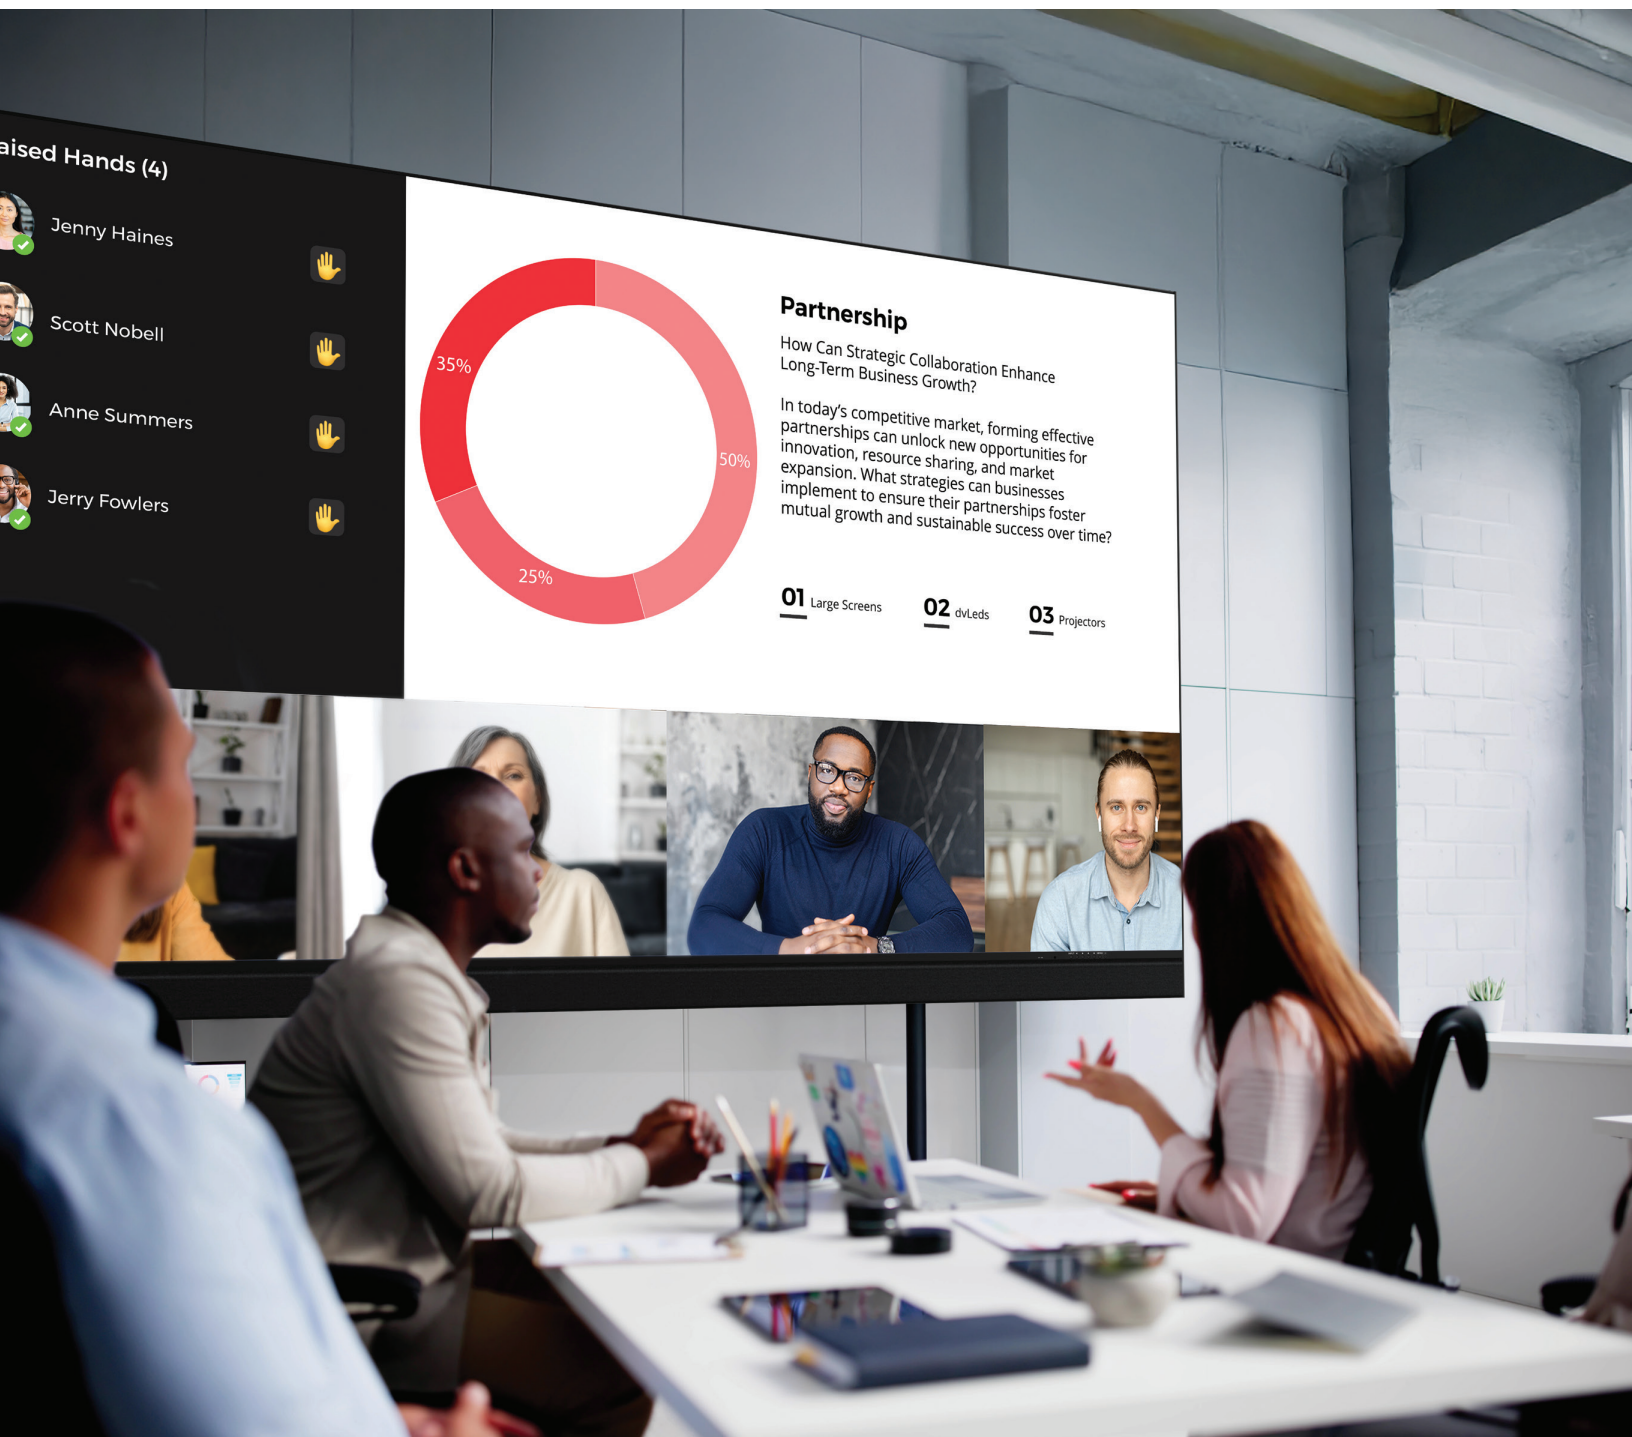 aised Hands (4)
Jenny Haines
Scott Nobell
Anne Summers
Jerry Fowlers
35%
50%
25%
Partnership
How Can Strategic Collaboration Enhance
Long-Term Business Growth?
In today's competitive market, forming effective
partnerships can unlock new opportunities for
innovation, resource sharing, and market
expansion. What strategies can businesses
implement to ensure their partnerships foster
mutual growth and sustainable success over time?
01 Large Screens
02 dvLeds
03 Projectors